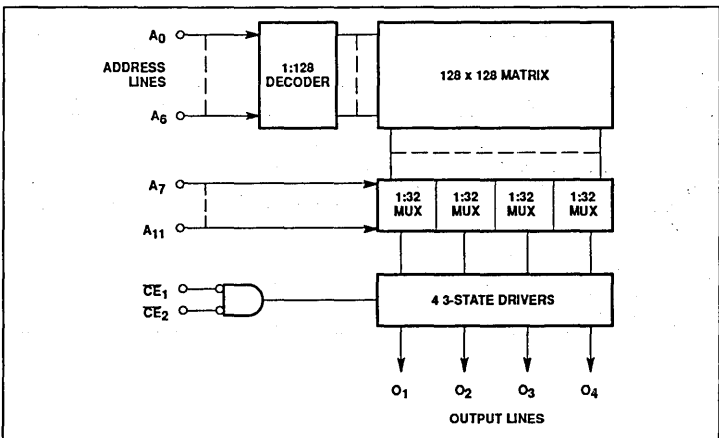 A0
ADDRESS
LINES
A6
1:128
DECODER
128 x 128 MATRIX
A7
A11
1:32
MUX
1:32
MUX
1:32
MUX
1:32
MUX
CE1
CE2
4 3-STATE DRIVERS
O1
O2
O3
O4
OUTPUT LINES